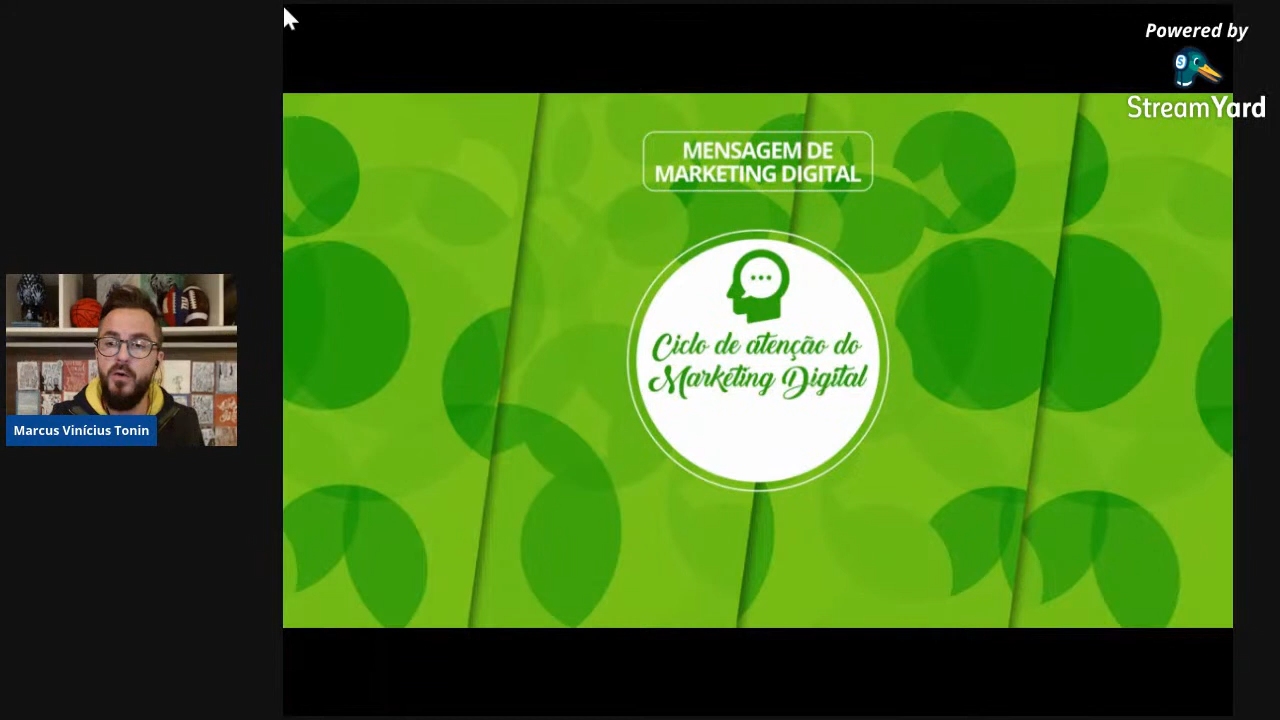 Powered by
StreamYard
MENSAGEM DE
MARKETING DIGITAL
Ciclo de atenção do
Marketing Digital
Marcus Vinícius Tonin